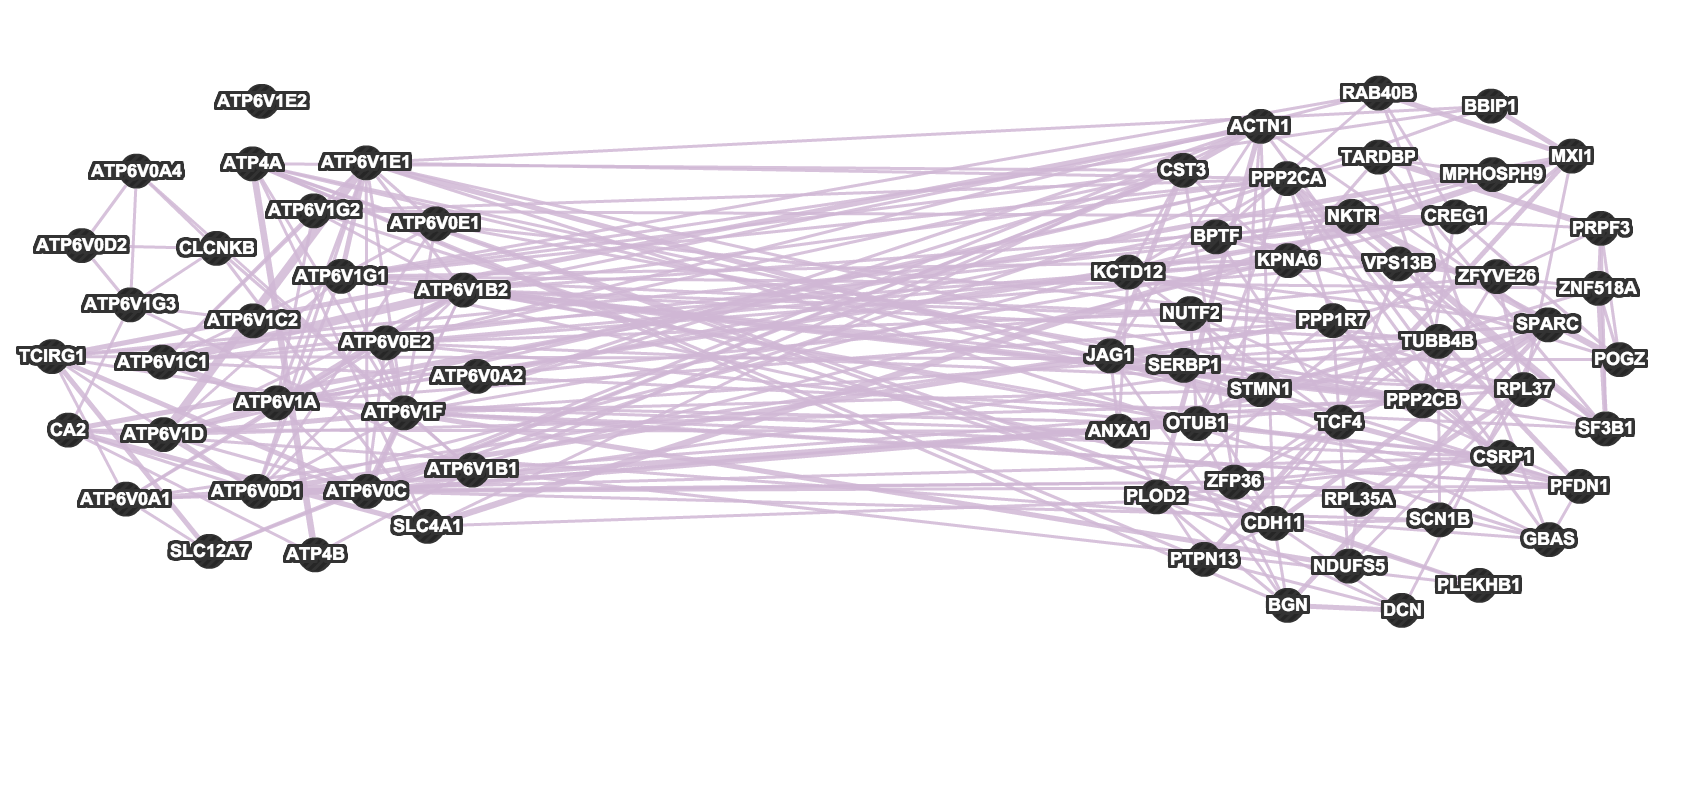 ATP6V1E2
ATP6V0A4
ATP4A
ATP6V1E1
ATP6V1G2
ATP6V0E1
ATP6V0D2
CLCNKB
ATP6V1G1
ATP6V1B2
ATP6V1G3
ATP6V1C2
ATP6V0E2
TCIRG1
ATP6V1C1
ATP6V0A2
ATP6V1A
ATP6V1F
CA2
ATP6V1D
ATP6V1B1
ATP6V0A1
ATP6V0D1
ATP6V0C
SLC4A1
SLC12A7
ATP4B
RAB40B
BBIP1
ACTN1
TARDBP
MXI1
CST3
PPP2CA
MPHOSPH9
NKTR
CREG1
PRPF3
BPTF
KCTD12
KPNA6
VPS13B
ZFYVE26
ZNF518A
NUTF2
PPP1R7
SPARC
TUBB4B
JAG1
SERBP1
POGZ
STMN1
RPL37
PPP2CB
ANXA1
OTUB1
TCF4
SF3B1
CSRP1
ZFP36
PFDN1
PLOD2
RPL35A
CDH11
SCN1B
GBAS
PTPN13
NDUFS5
PLEKHB1
BGN
DCN